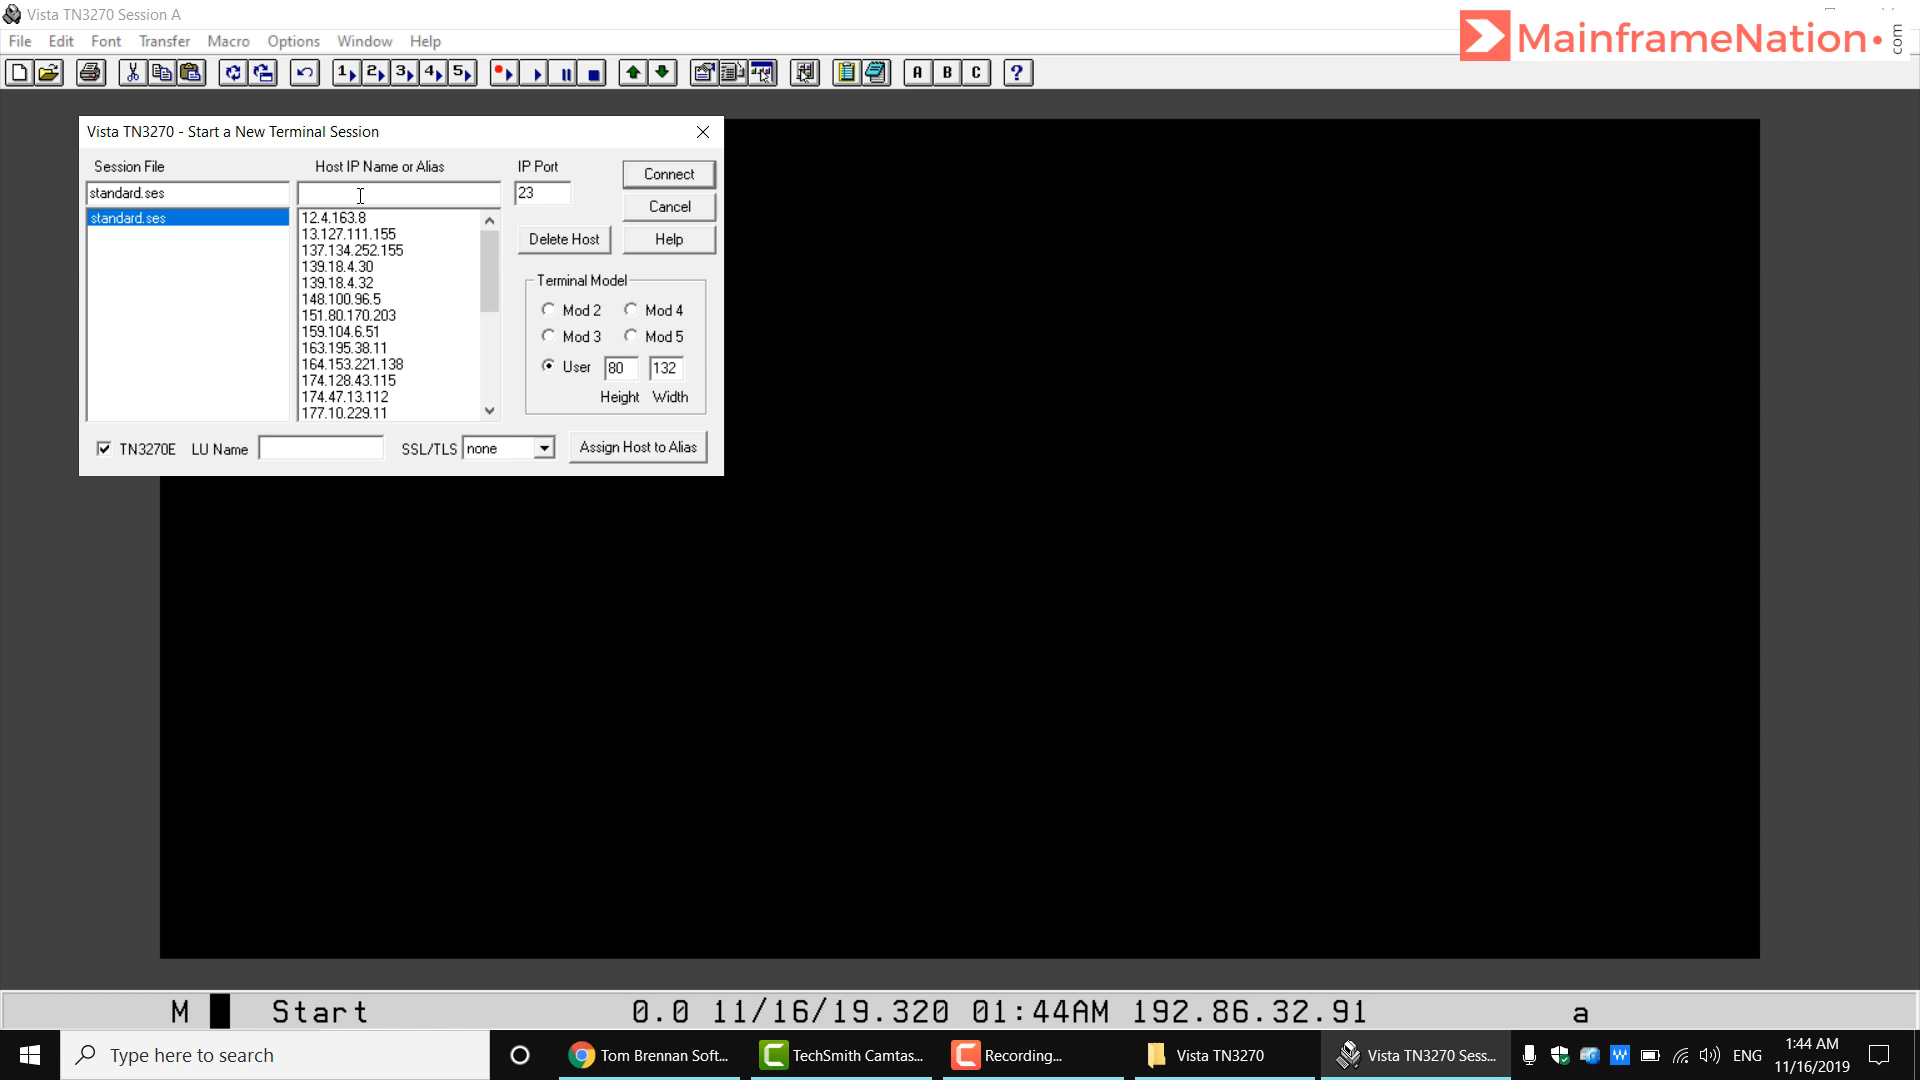 Vista TN3270 Session A
File Edit Font Transfer Macro Options Window Help
1 2 3 4 5 A B C ?
MainframeNation.com
Vista TN3270 - Start a New Terminal Session
Session File Host IP Name or Alias IP Port
standard.ses 23 Connect
Cancel
standard.ses
12.4.163.8
13.127.111.155
137.134.252.155
139.18.4.30
139.18.4.32
148.100.96.5
151.80.170.203
159.104.6.51
163.195.38.11
164.153.221.138
174.128.43.115
174.47.13.112
177.10.229.11
Delete Host Help
Terminal Model
Mod 2 Mod 4
Mod 3 Mod 5
User 80 132
Height Width
TN3270E LU Name SSL/TLS none Assign Host to Alias
M Start 0.0 11/16/19.320 01:44AM 192.86.32.91 a
Type here to search
Tom Brennan Soft...
TechSmith Camtas...
Recording...
Vista TN3270
Vista TN3270 Sess...
W
ENG
1:44 AM
11/16/2019